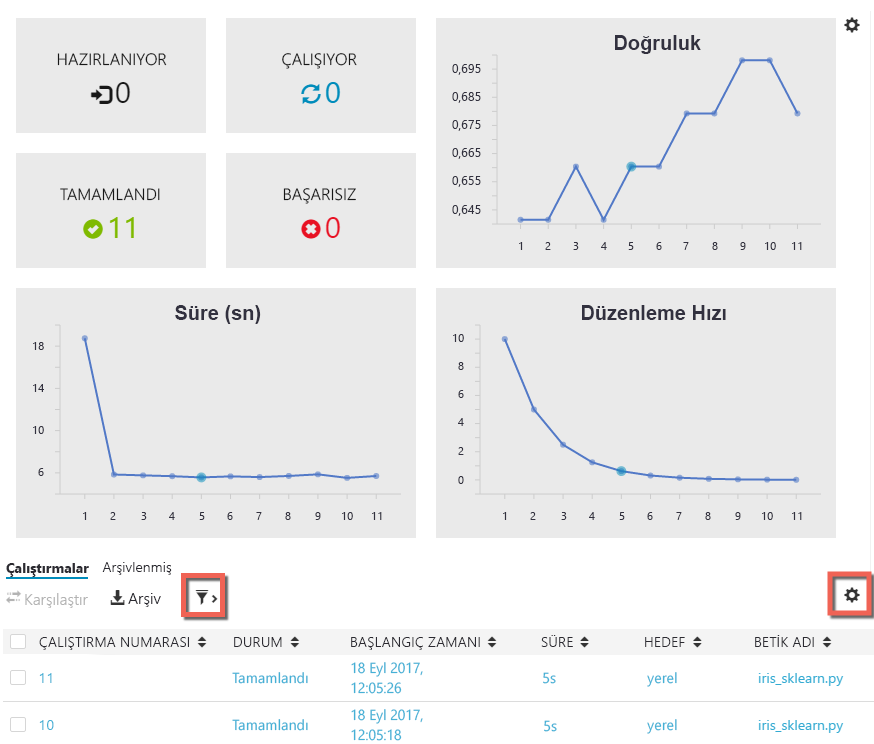 HAZIRLANIYOR
0
ÇALIŞIYOR
0
TAMAMLANDI
11
BAŞARISIZ
0
Doğruluk
0,695
0,685
0,675
0,665
0,655
0,645
1 2 3 4 5 6 7 8 9 10 11
Süre (sn)
18
14
10
6
1 2 3 4 5 6 7 8 9 10 11
Düzenleme Hızı
10
8
6
4
2
0
1 2 3 4 5 6 7 8 9 10 11
Çalıştırmalar Arşivlenmiş
Karşılaştır Arşiv
ÇALIŞTIRMA NUMARASI DURUM BAŞLANGIÇ ZAMANI SÜRE HEDEF BETİK ADI
11 Tamamlandı 18 Eyl 2017, 5s yerel iris_sklearn.py
12:05:26
10 Tamamlandı 18 Eyl 2017, 5s yerel iris_sklearn.py
12:05:18